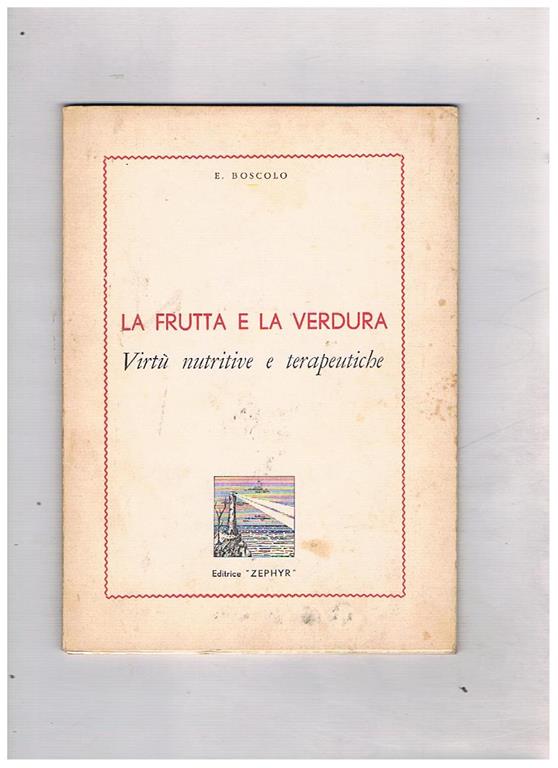 E. BOSCOLO
LA FRUTTA E LA VERDURA
Virtù nutritive e terapeutiche
Editrice "ZEPHYR"